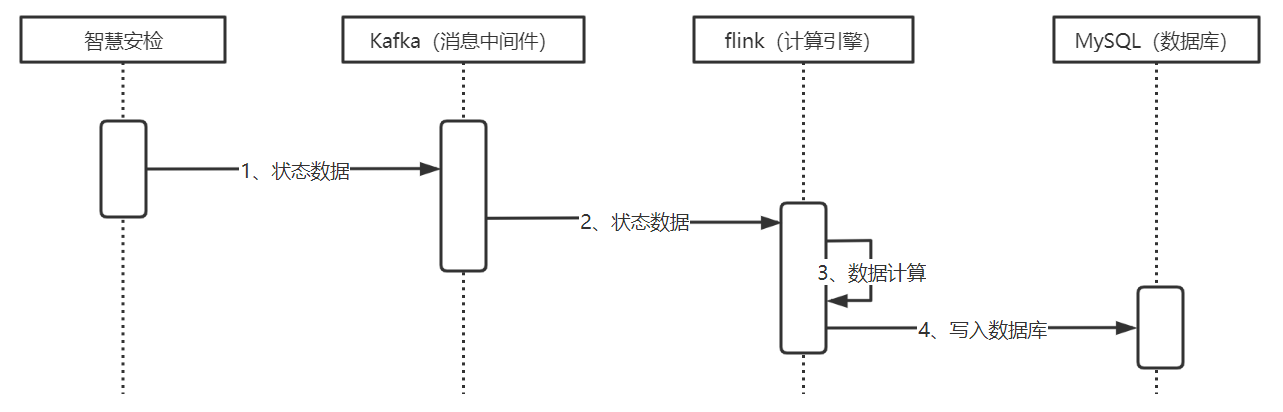 智慧安检
Kafka（消息中间件）
flink（计算引擎）
MySQL（数据库）
1、状态数据
2、状态数据
3、数据计算
4、写入数据库